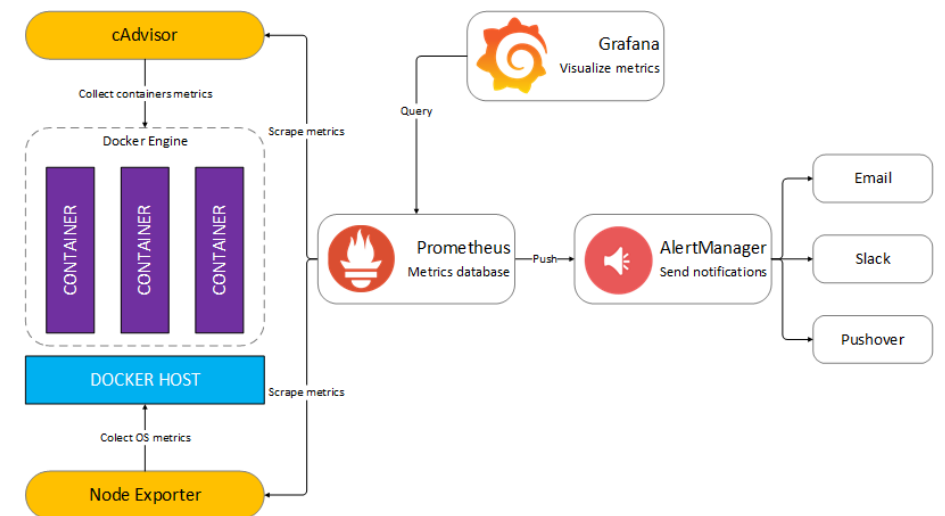 cAdvisor
Collect containers metrics
Docker Engine
CONTAINER
CONTAINER
CONTAINER
DOCKER HOST
Colect OS metrics
Node Exporter
Scrape metrics
Scrape metrics
Grafana
Visualize metrics
Query
Prometheus
Metrics database
Push
AlertManager
Send notifications
Email
Slack
Pushover